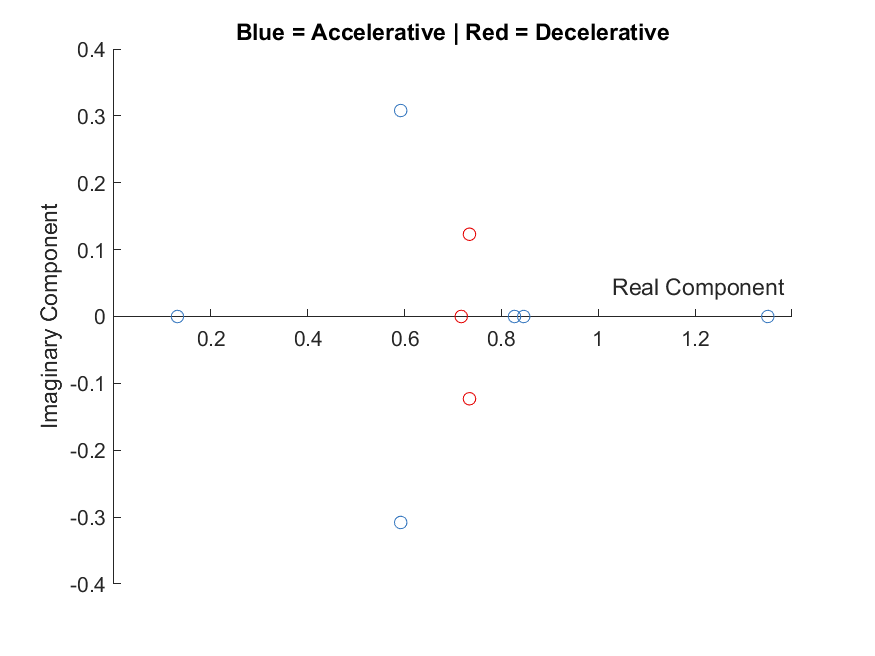 Blue = Accelerative | Red = Decelerative
0.4
0.3
0.2
0.1
0
-0.1
-0.2
-0.3
-0.4
Imaginary Component
Real Component
0.2 0.4 0.6 0.8 1 1.2